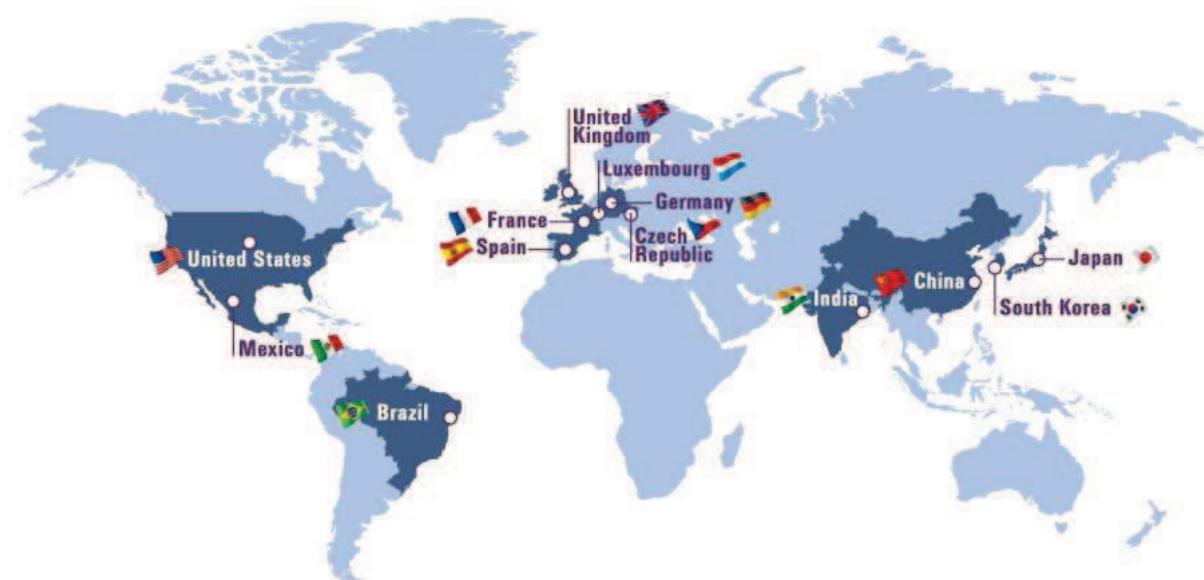 United
Kingdom
Luxembourg
Germany
France
Spain
Czech
Republic
United States
Mexico
Brazil
India
China
Japan
South Korea